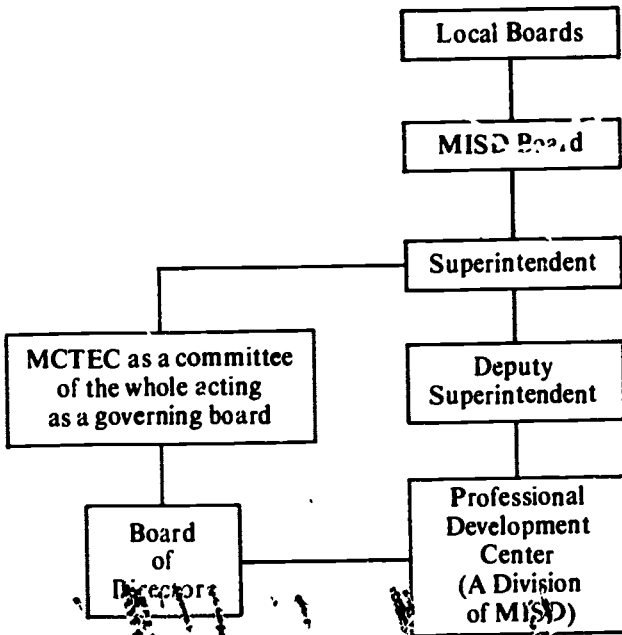 Local Boards
MISD Board
Superintendent
MCTEC as a committee
of the whole acting
as a governing board
Deputy
Superintendent
Board
of
Directors
Professional
Development
Center
(A Division
of MISD)